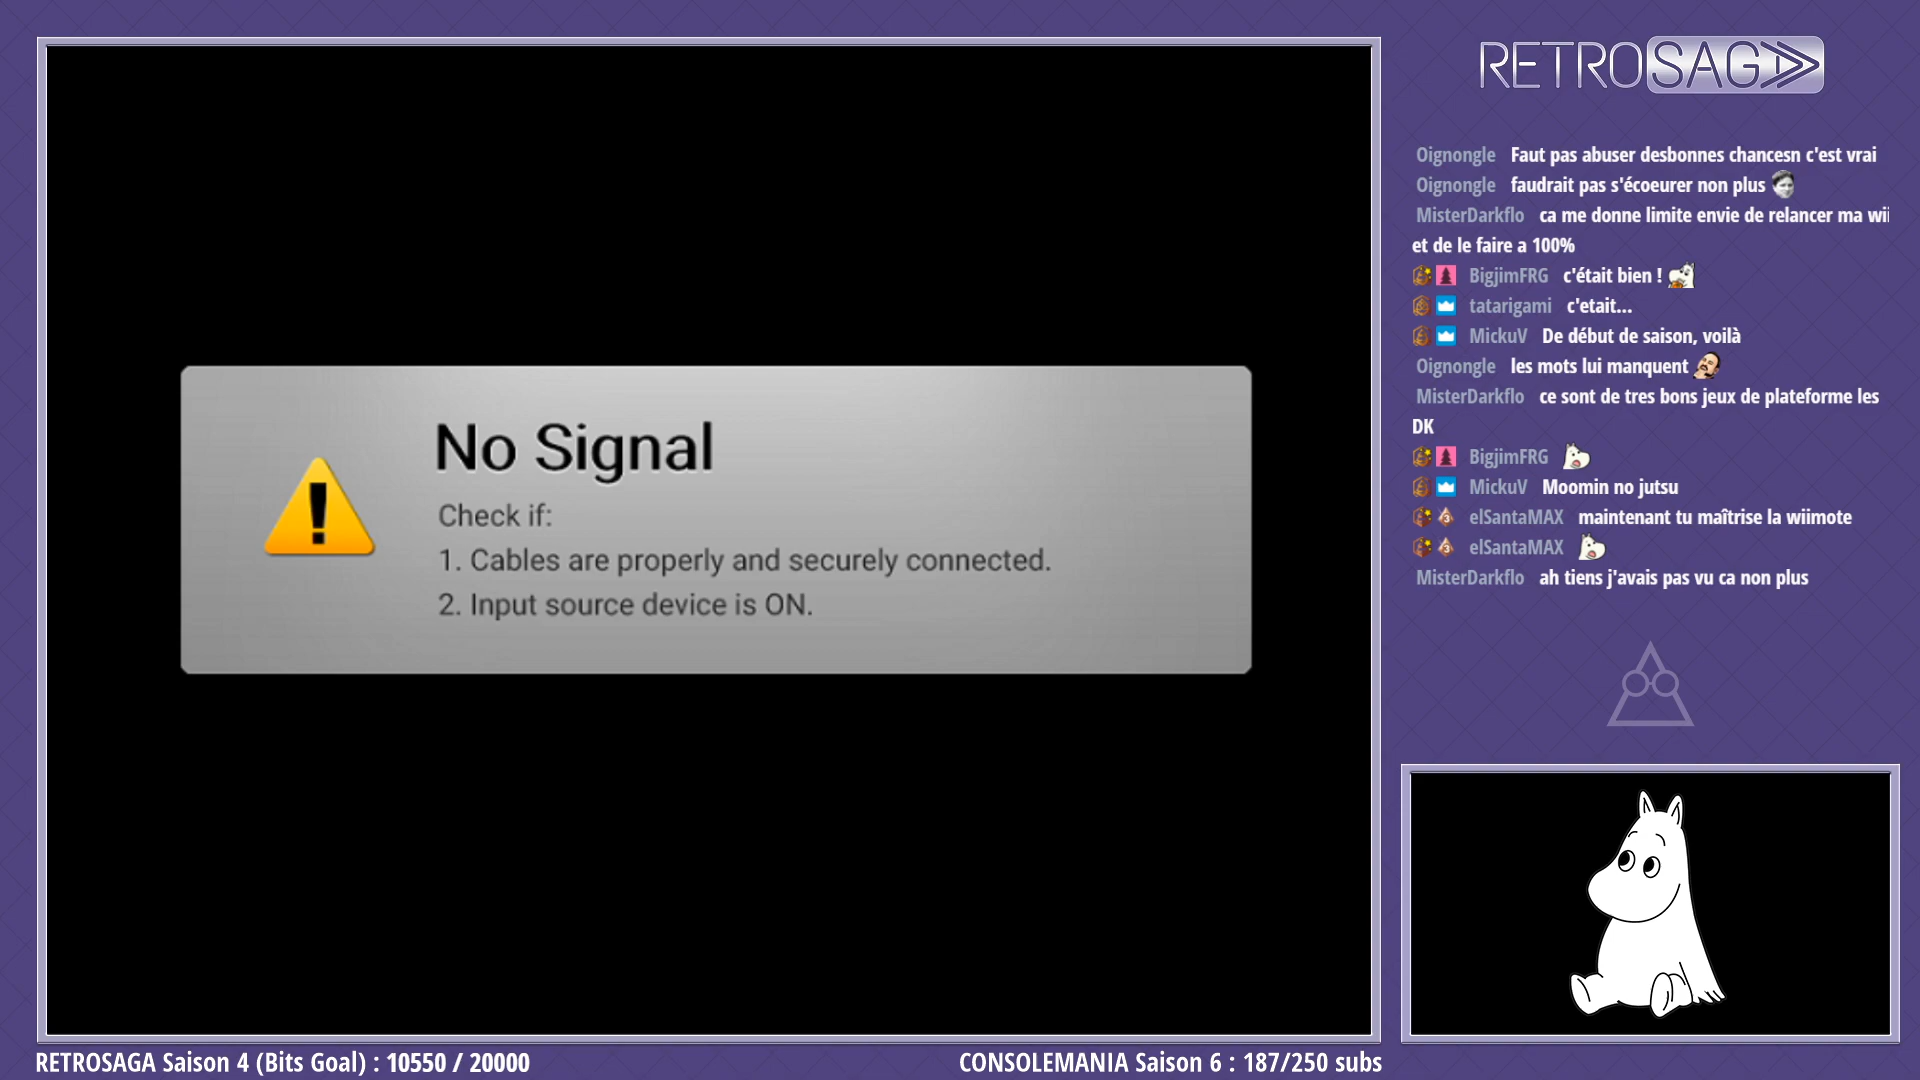 RETROSAGA
Oignongle Faut pas abuser desbonnes chancesn c'est vrai
Oignongle faudrait pas s'écoeurer non plus
MisterDarkflo ca me donne limite envie de relancer ma wii
et de le faire a 100%
BigjimFRG c'était bien !
tatarigami c'etait...
MickuV De début de saison, voilà
Oignongle les mots lui manquent
MisterDarkflo ce sont de tres bons jeux de plateforme les
DK
BigjimFRG
MickuV Moomin no jutsu
elSantaMAX maintenant tu maîtrise la wiimote
elSantaMAX
MisterDarkflo ah tiens j'avais pas vu ca non plus
No Signal
Check if:
1. Cables are properly and securely connected.
2. Input source device is ON.
RETROSAGA Saison 4 (Bits Goal) : 10550 / 20000
CONSOLEMANIA Saison 6 : 187/250 subs